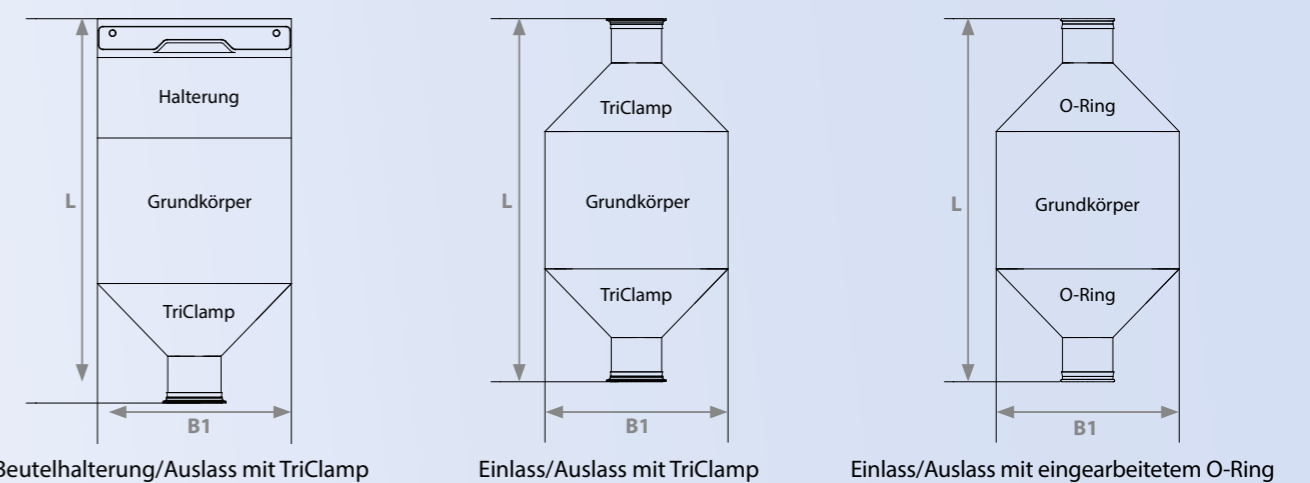 Halterung
Grundkörper
TriClamp
L
B1
Beutelhalterung/Auslass mit TriClamp
TriClamp
Grundkörper
TriClamp
L
B1
Einlass/Auslass mit TriClamp
O-Ring
Grundkörper
O-Ring
L
B1
Einlass/Auslass mit eingearbeitetem O-Ring